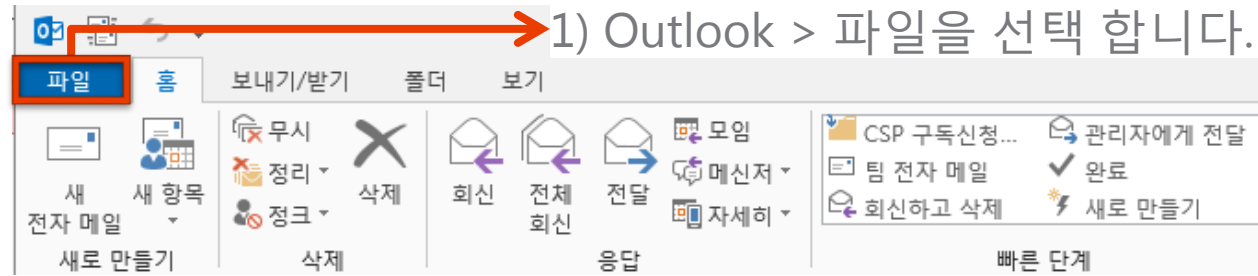 1) Outlook > 파일을 선택 합니다.
파일 홈 보내기/받기 폴더 보기
새
전자 메일
새 항목
새로 만들기
무시
정리
정크
삭제
삭제
회신
전체
회신
전달
모임
메신저
자세히
응답
CSP 구독신청...
팀 전자 메일
회신하고 삭제
관리자에게 전달
완료
새로 만들기
빠른 단계